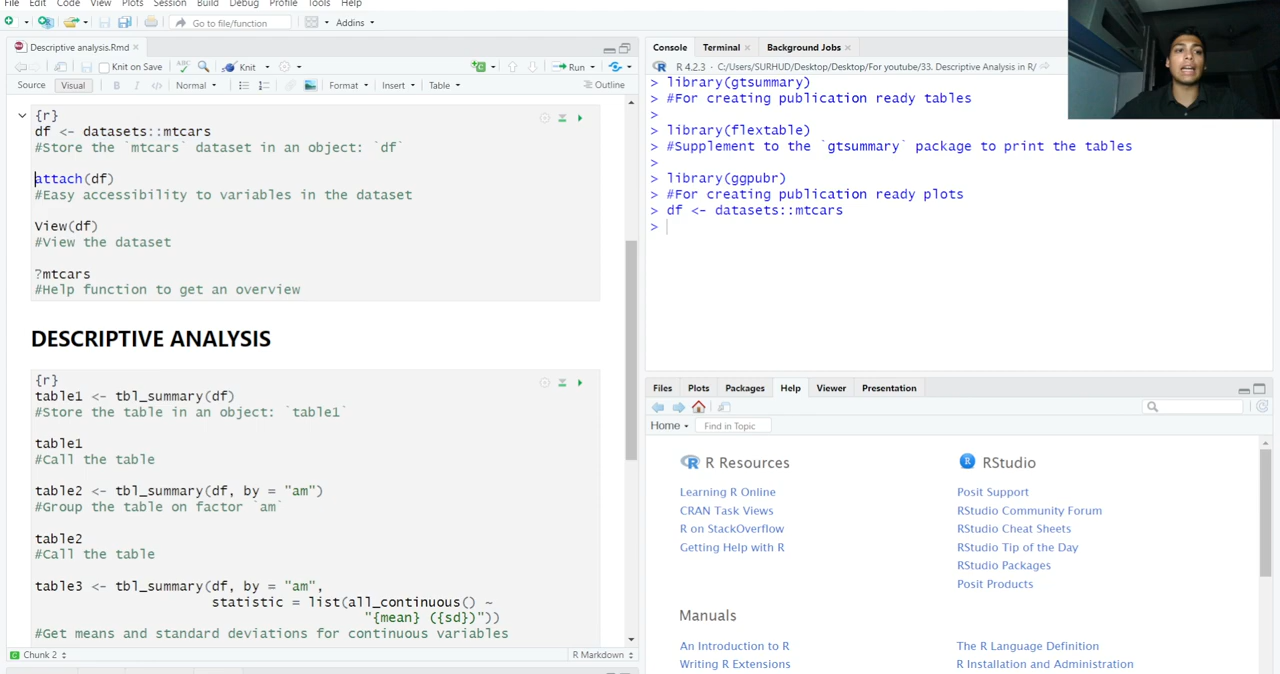 File Edit Code View Plots Session Build Debug Profile Tools Help
Go to file/function Addins
Descriptive analysis.Rmd
Knit on Save Knit Run
Source Visual B I Normal Format Insert Table Outline
{r}
df <- datasets::mtcars
#Store the `mtcars` dataset in an object: `df`
attach(df)
#Easy accessibility to variables in the dataset
View(df)
#View the dataset
?mtcars
#Help function to get an overview
DESCRIPTIVE ANALYSIS
{r}
table1 <- tbl_summary(df)
#Store the table in an object: `table1`
table1
#Call the table
table2 <- tbl_summary(df, by = "am")
#Group the table on factor `am`
table2
#Call the table
table3 <- tbl_summary(df, by = "am",
statistic = list(all_continuous() ~
"{mean} ({sd})"))
#Get means and standard deviations for continuous variables
Chunk 2 R Markdown
Console Terminal Background Jobs
R 4.2.3 · C:/Users/SURHUD/Desktop/Desktop/For youtube/33. Descriptive Analysis in R/
> library(gtsummary)
> #For creating publication ready tables
>
> library(flextable)
> #Supplement to the `gtsummary` package to print the tables
>
> library(ggpubr)
> #For creating publication ready plots
> df <- datasets::mtcars
>
Files Plots Packages Help Viewer Presentation
Home Find in Topic
R Resources
Learning R Online
CRAN Task Views
R on StackOverflow
Getting Help with R
RStudio
Posit Support
RStudio Community Forum
RStudio Cheat Sheets
RStudio Tip of the Day
RStudio Packages
Posit Products
Manuals
An Introduction to R
Writing R Extensions
The R Language Definition
R Installation and Administration